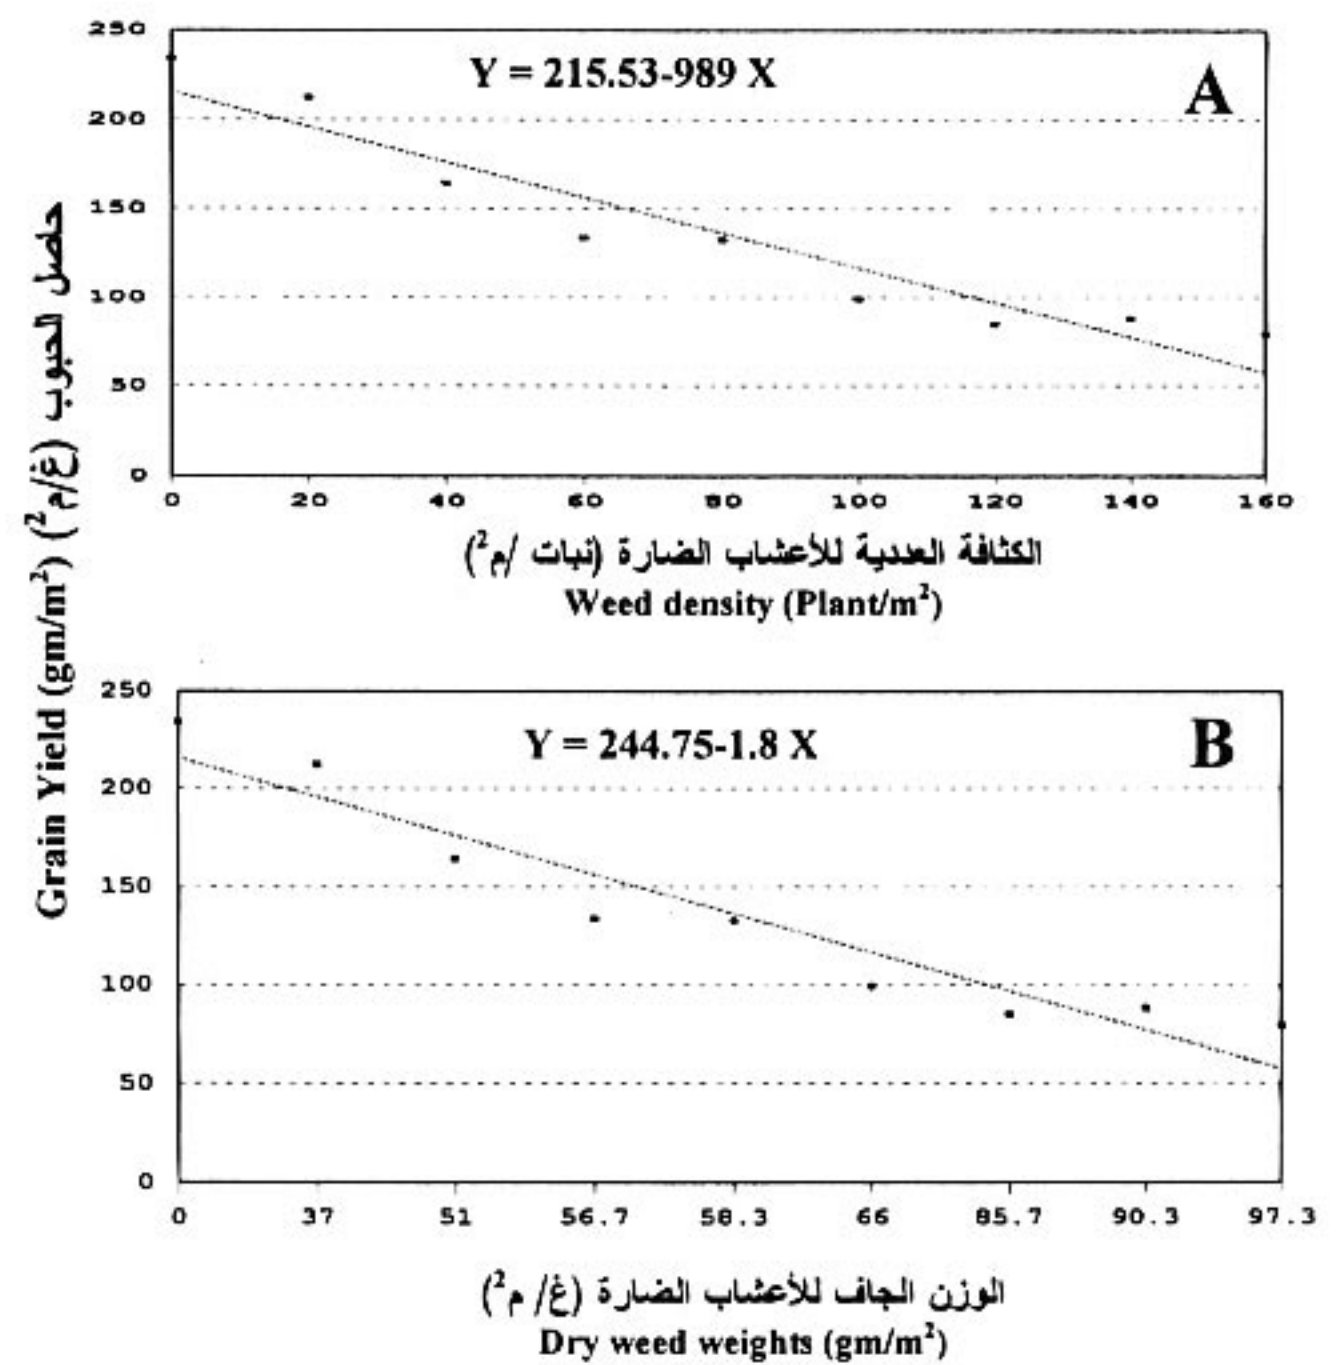 حاصل الحبوب (غ/م2)
Grain Yield (gm/m2)
250
200
150
100
50
0
Y = 215.53-989 X
A
0 20 40 60 80 100 120 140 160
الكثافة العددية للأعشاب الضارة (نبات /م2)
Weed density (Plant/m2)
250
200
150
100
50
0
Y = 244.75-1.8 X
B
0 37 51 56.7 58.3 66 85.7 90.3 97.3
الوزن الجاف للأعشاب الضارة (غ/ م2)
Dry weed weights (gm/m2)